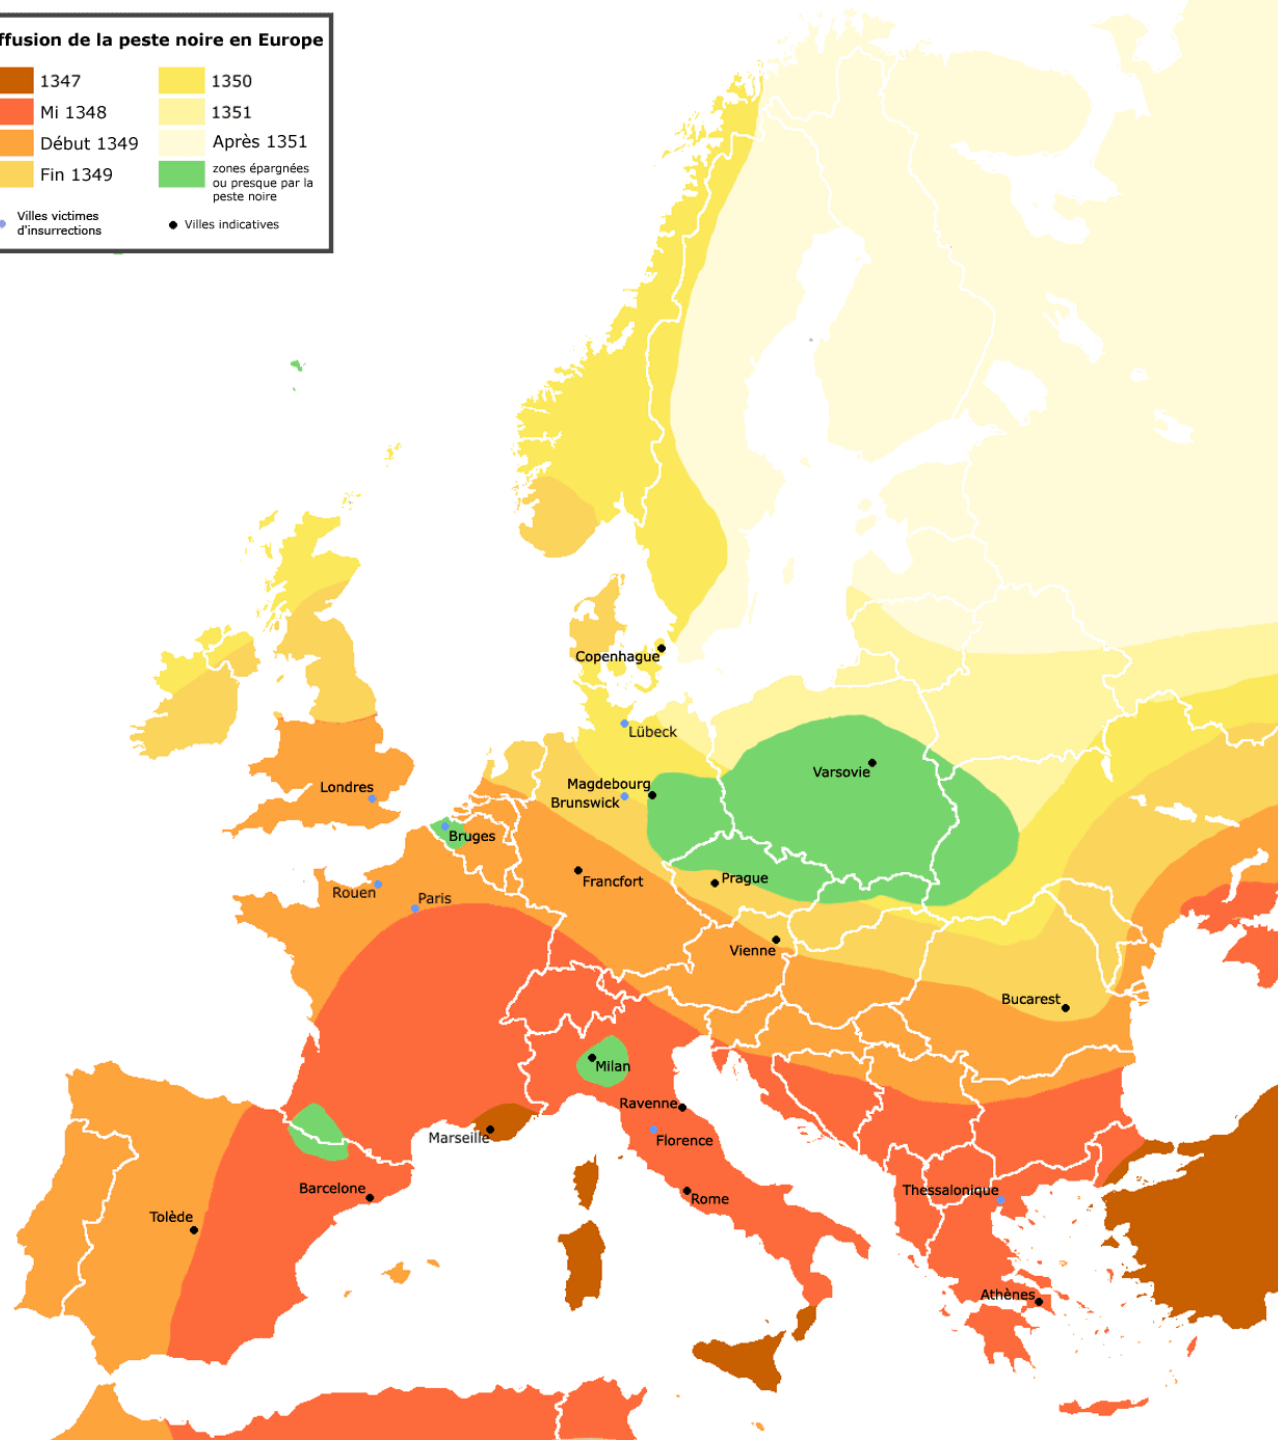 ffusion de la peste noire en Europe
1347
1350
Mi 1348
1351
Début 1349
Après 1351
Fin 1349
zones épargnées
ou presque par la
peste noire
Villes victimes
d'insurrections
Villes indicatives
Copenhague
Lübeck
Varsovie
Magdebourg
Londres
Brunswick
Bruges
Prague
Francfort
Rouen
Paris
Vienne
Bucarest
Milan
Ravenne
Marseille
Florence
Barcelone
Thessalonique
Rome
Tolède
Athènes